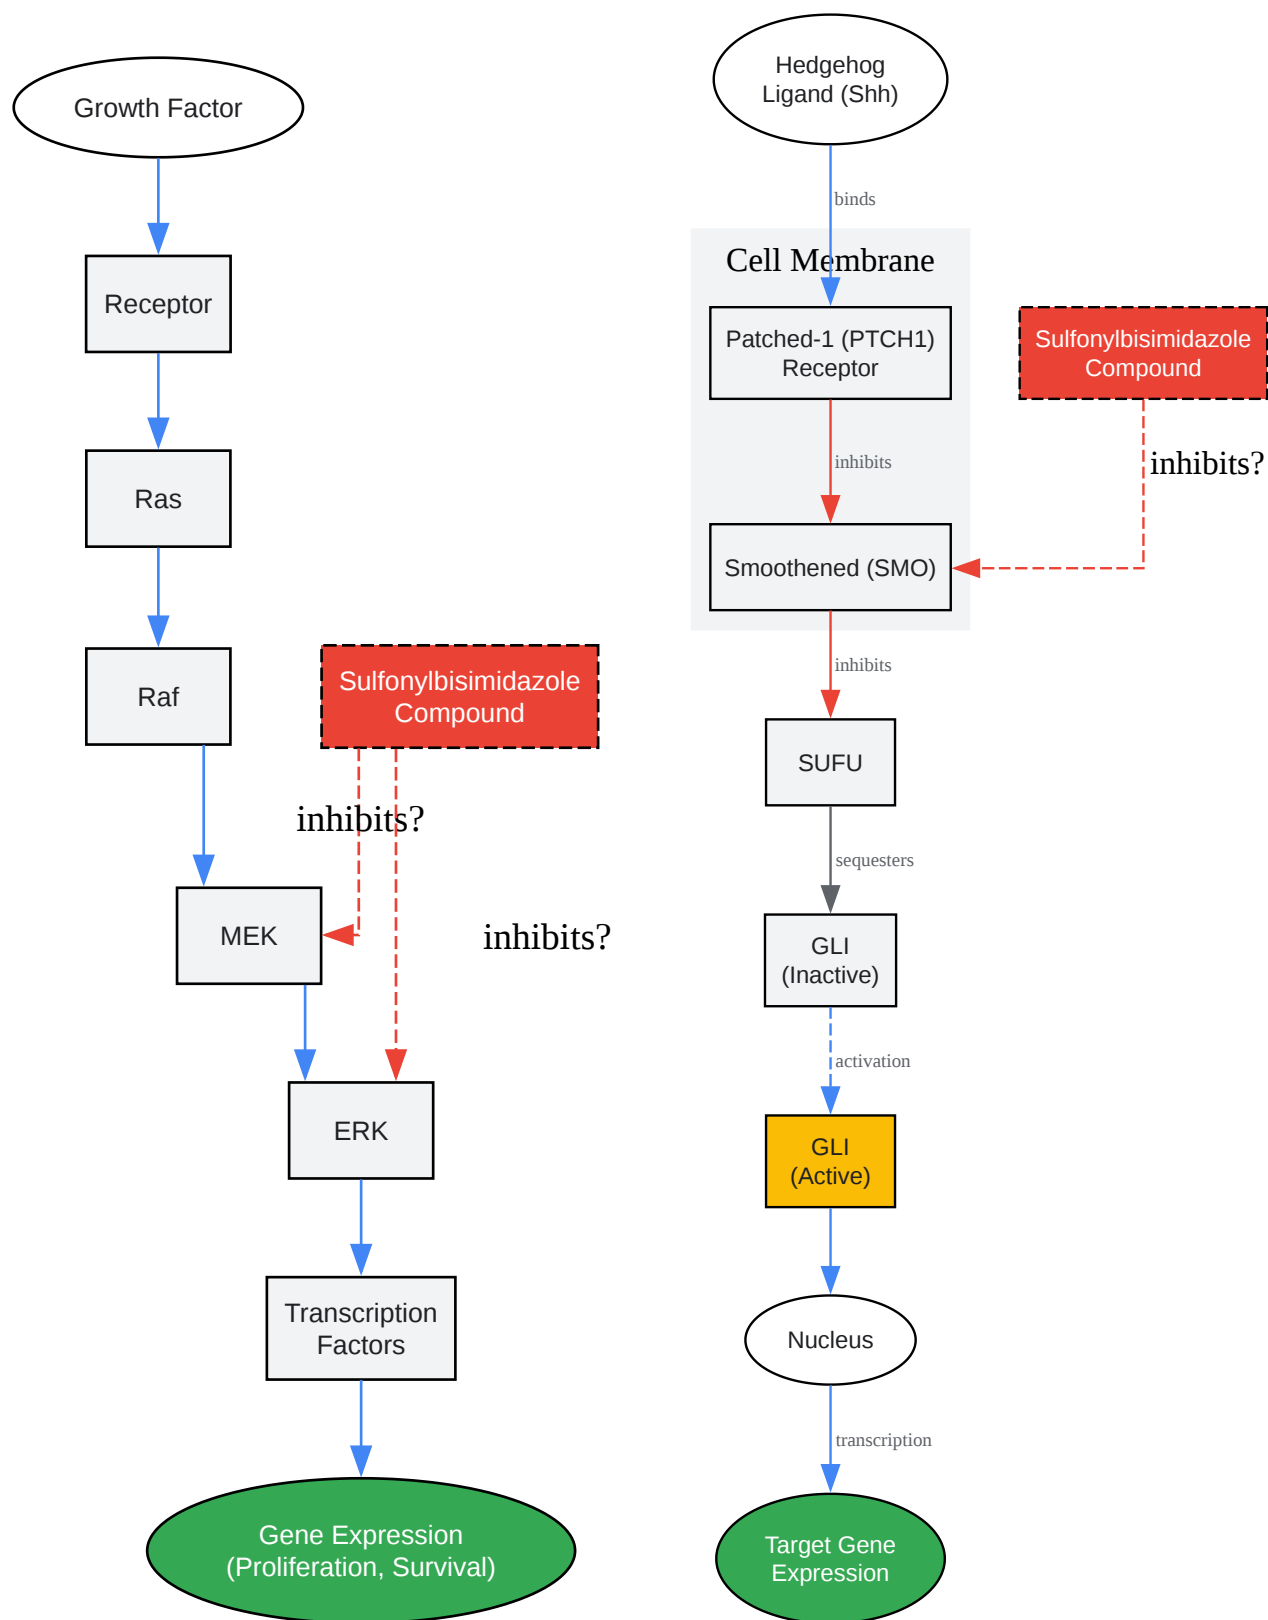 Growth Factor
Receptor
Ras
Raf
Sulfonylbisimidazole
Compound
inhibits?
MEK
inhibits?
ERK
Transcription
Factors
Gene Expression
(Proliferation, Survival)
Hedgehog
Ligand (Shh)
binds
Cell Membrane
Patched-1 (PTCH1)
Receptor
Sulfonylbisimidazole
Compound
inhibits
inhibits?
Smoothened (SMO)
inhibits
SUFU
sequesters
GLI
(Inactive)
activation
GLI
(Active)
Nucleus
transcription
Target Gene
Expression